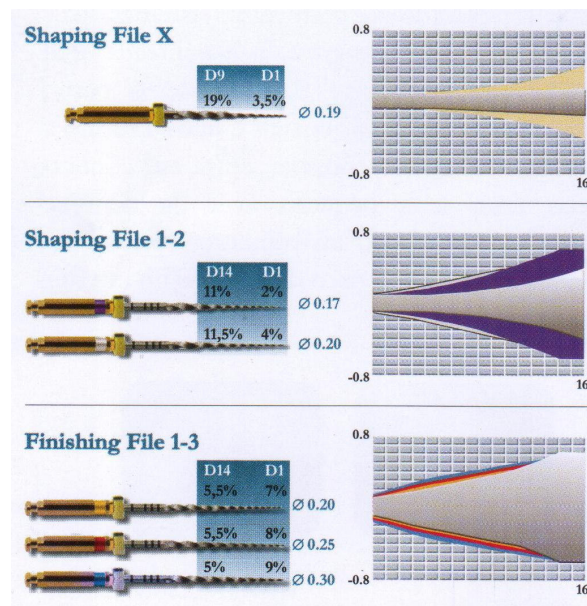 Shaping File X
D9 D1
19% 3,5%
Ø 0.19
0.8
-0.8
16
Shaping File 1-2
D14 D1
11% 2%
Ø 0.17
11,5% 4%
Ø 0.20
0.8
-0.8
16
Finishing File 1-3
D14 D1
5,5% 7%
Ø 0.20
5,5% 8%
Ø 0.25
5% 9%
Ø 0.30
0.8
-0.8
16